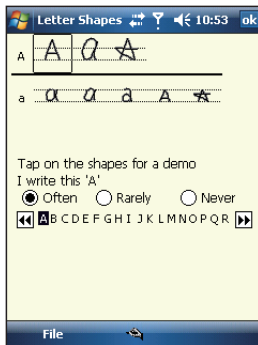 Letter Shapes 10:53 ok
A A a A
a a a a A A
Tap on the shapes for a demo
I write this 'A'
Often Rarely Never
A B C D E F G H I J K L M N O P Q R
File